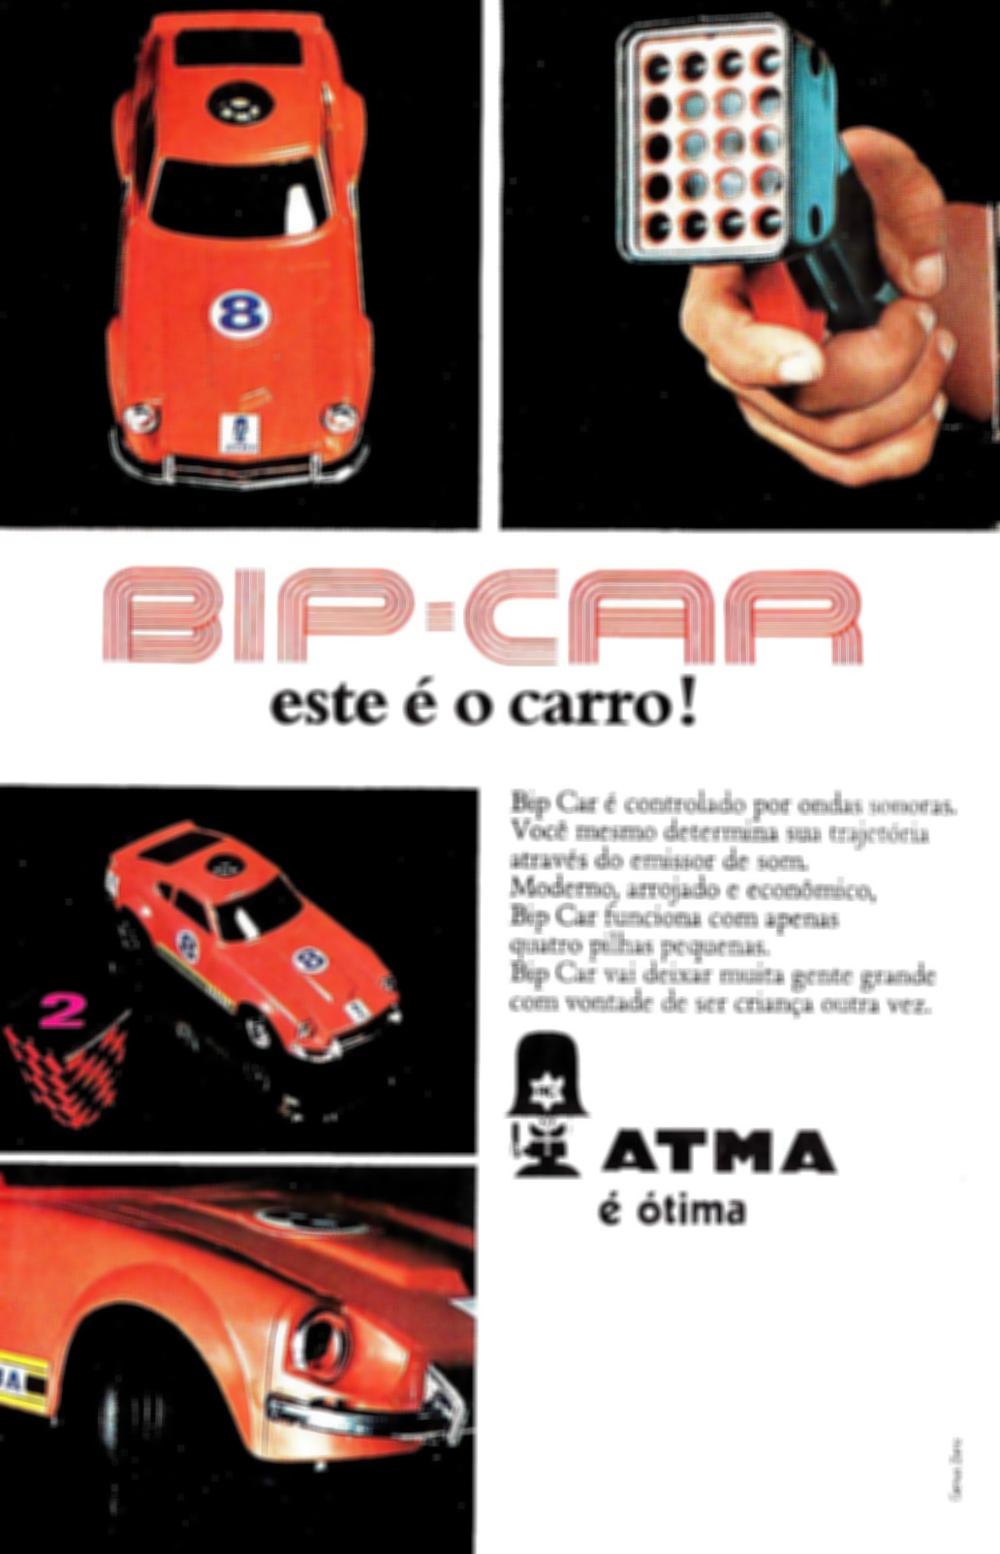 8
BIP-CAR
este é o carro!
8
8
2
Bip Car é controlado por ondas sonoras.
Você mesmo determina sua trajetória
através do emissor de som.
Moderno, arrojado e econômico,
Bip Car funciona com apenas
quatro pilhas pequenas.
Bip Car vai deixar muita gente grande
com vontade de ser criança outra vez.
ATMA
é ótima